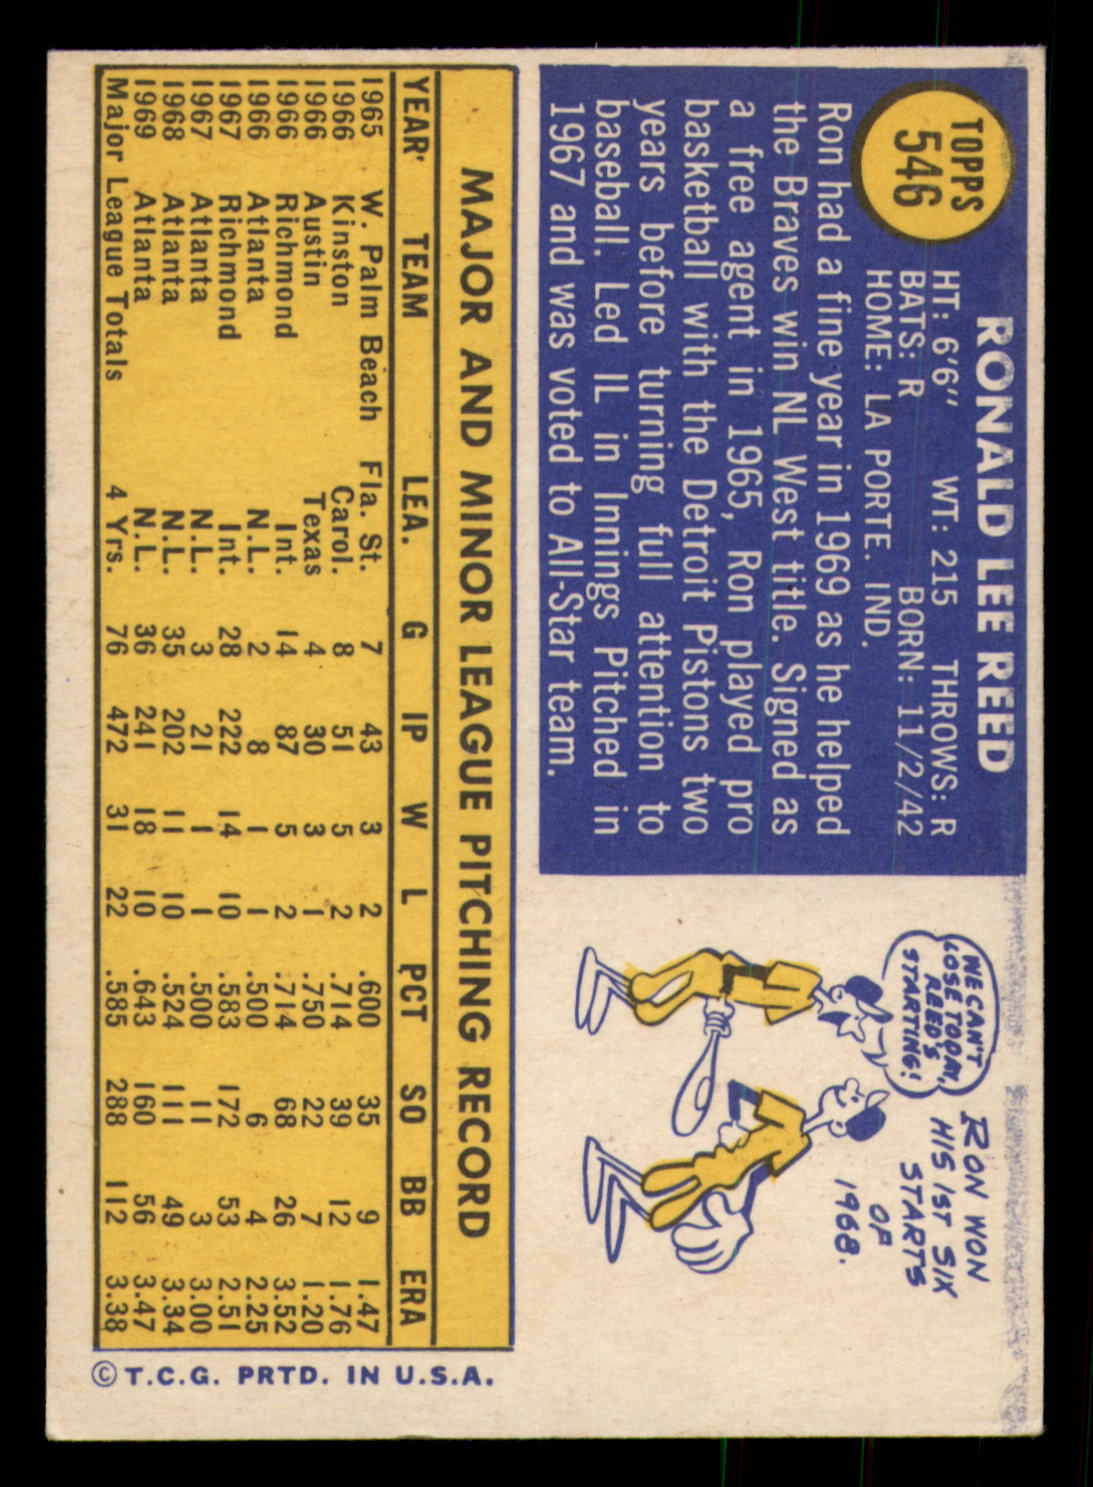 TOPPS
546
RONALD LEE REED
HT: 6'6" WT: 215 THROWS: R
BATS: R BORN: 11/2/42
HOME: LA PORTE. IND.
Ron had a fine year in 1969 as he helped
the Braves win NL West title. Signed as
a free agent in 1965, Ron played pro
basketball with the Detroit Pistons two
years before turning full attention to
baseball. Led IL in Innings Pitched in
1967 and was voted to All-Star team.
WE CAN'T
LOSE TODAY,
REED'S
STARTING!
RON WON
HIS 1ST SIX
STARTS
OF
1968.
MAJOR AND MINOR LEAGUE PITCHING RECORD
YEAR TEAM LEA. G IP W L PCT SO BB ERA
1965 W. Palm Beach Fla. St. 7 43 3 2 .600 35 9 1.47
1966 Kinston Carol. 8 51 5 2 .714 39 12 1.76
1966 Austin Texas 4 30 3 1 .750 22 7 1.20
1966 Richmond Int. 14 87 5 2 .714 68 26 3.52
1966 Atlanta N.L. 2 8 1 1 .500 6 4 2.25
1967 Richmond Int. 28 222 14 10 .583 172 53 2.51
1967 Atlanta N.L. 3 21 1 1 .500 11 3 3.00
1968 Atlanta N.L. 35 202 11 10 .524 111 49 3.34
1969 Atlanta N.L. 36 241 18 10 .643 160 56 3.47
Major League Totals 4 Yrs. 76 472 31 22 .585 288 112 3.38
© T.C.G. PRTD. IN U.S.A.